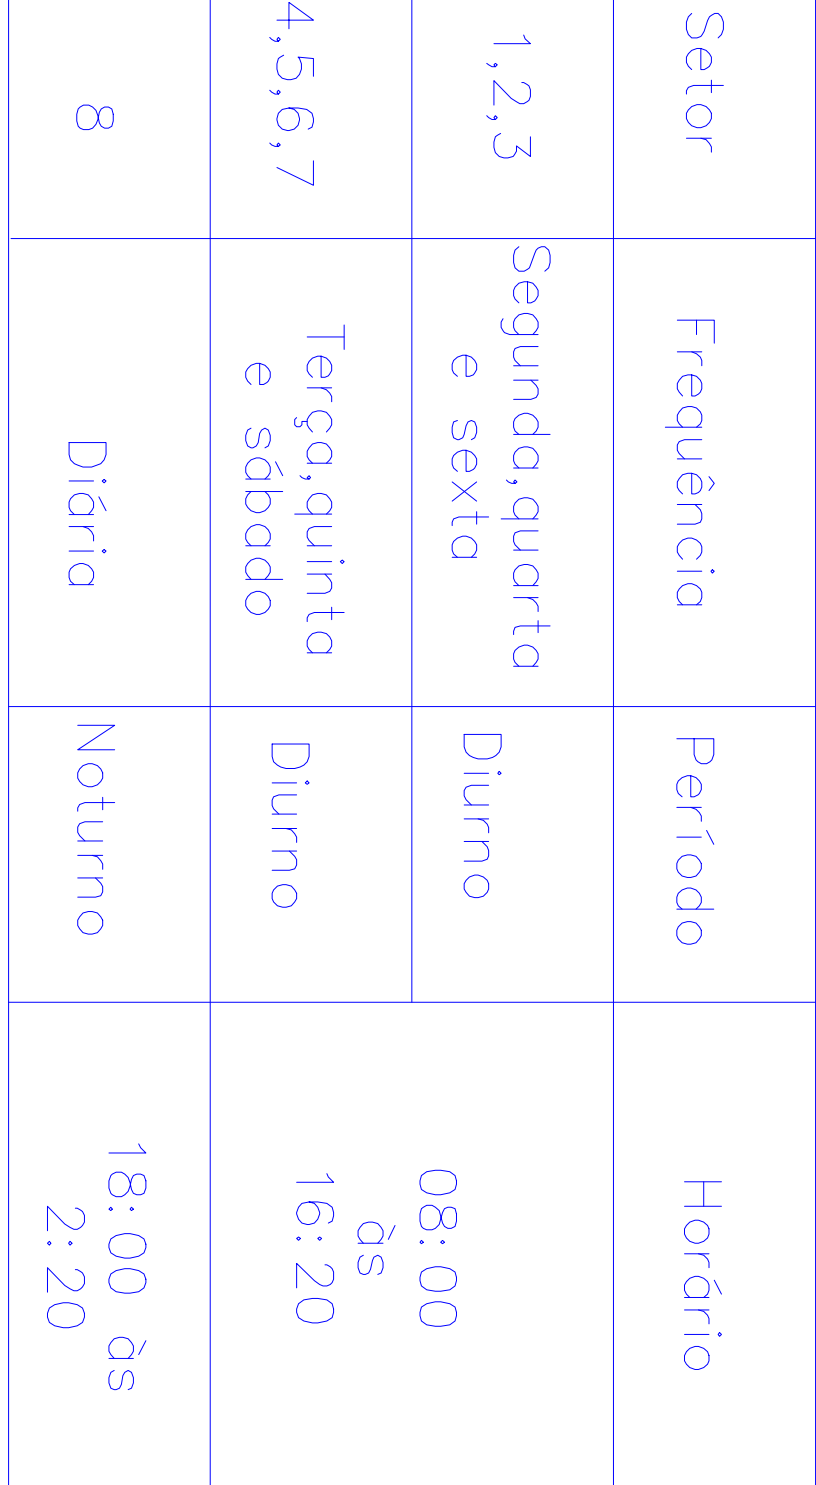 Setor
Frequência
Período
Horário
1,2,3
Segunda,quarta
e sexta
Diurno
08:00
às
16:20
4,5,6,7
Terça,quinta
e sábado
Diurno
8
Diária
Noturno
18:00 às
2:20